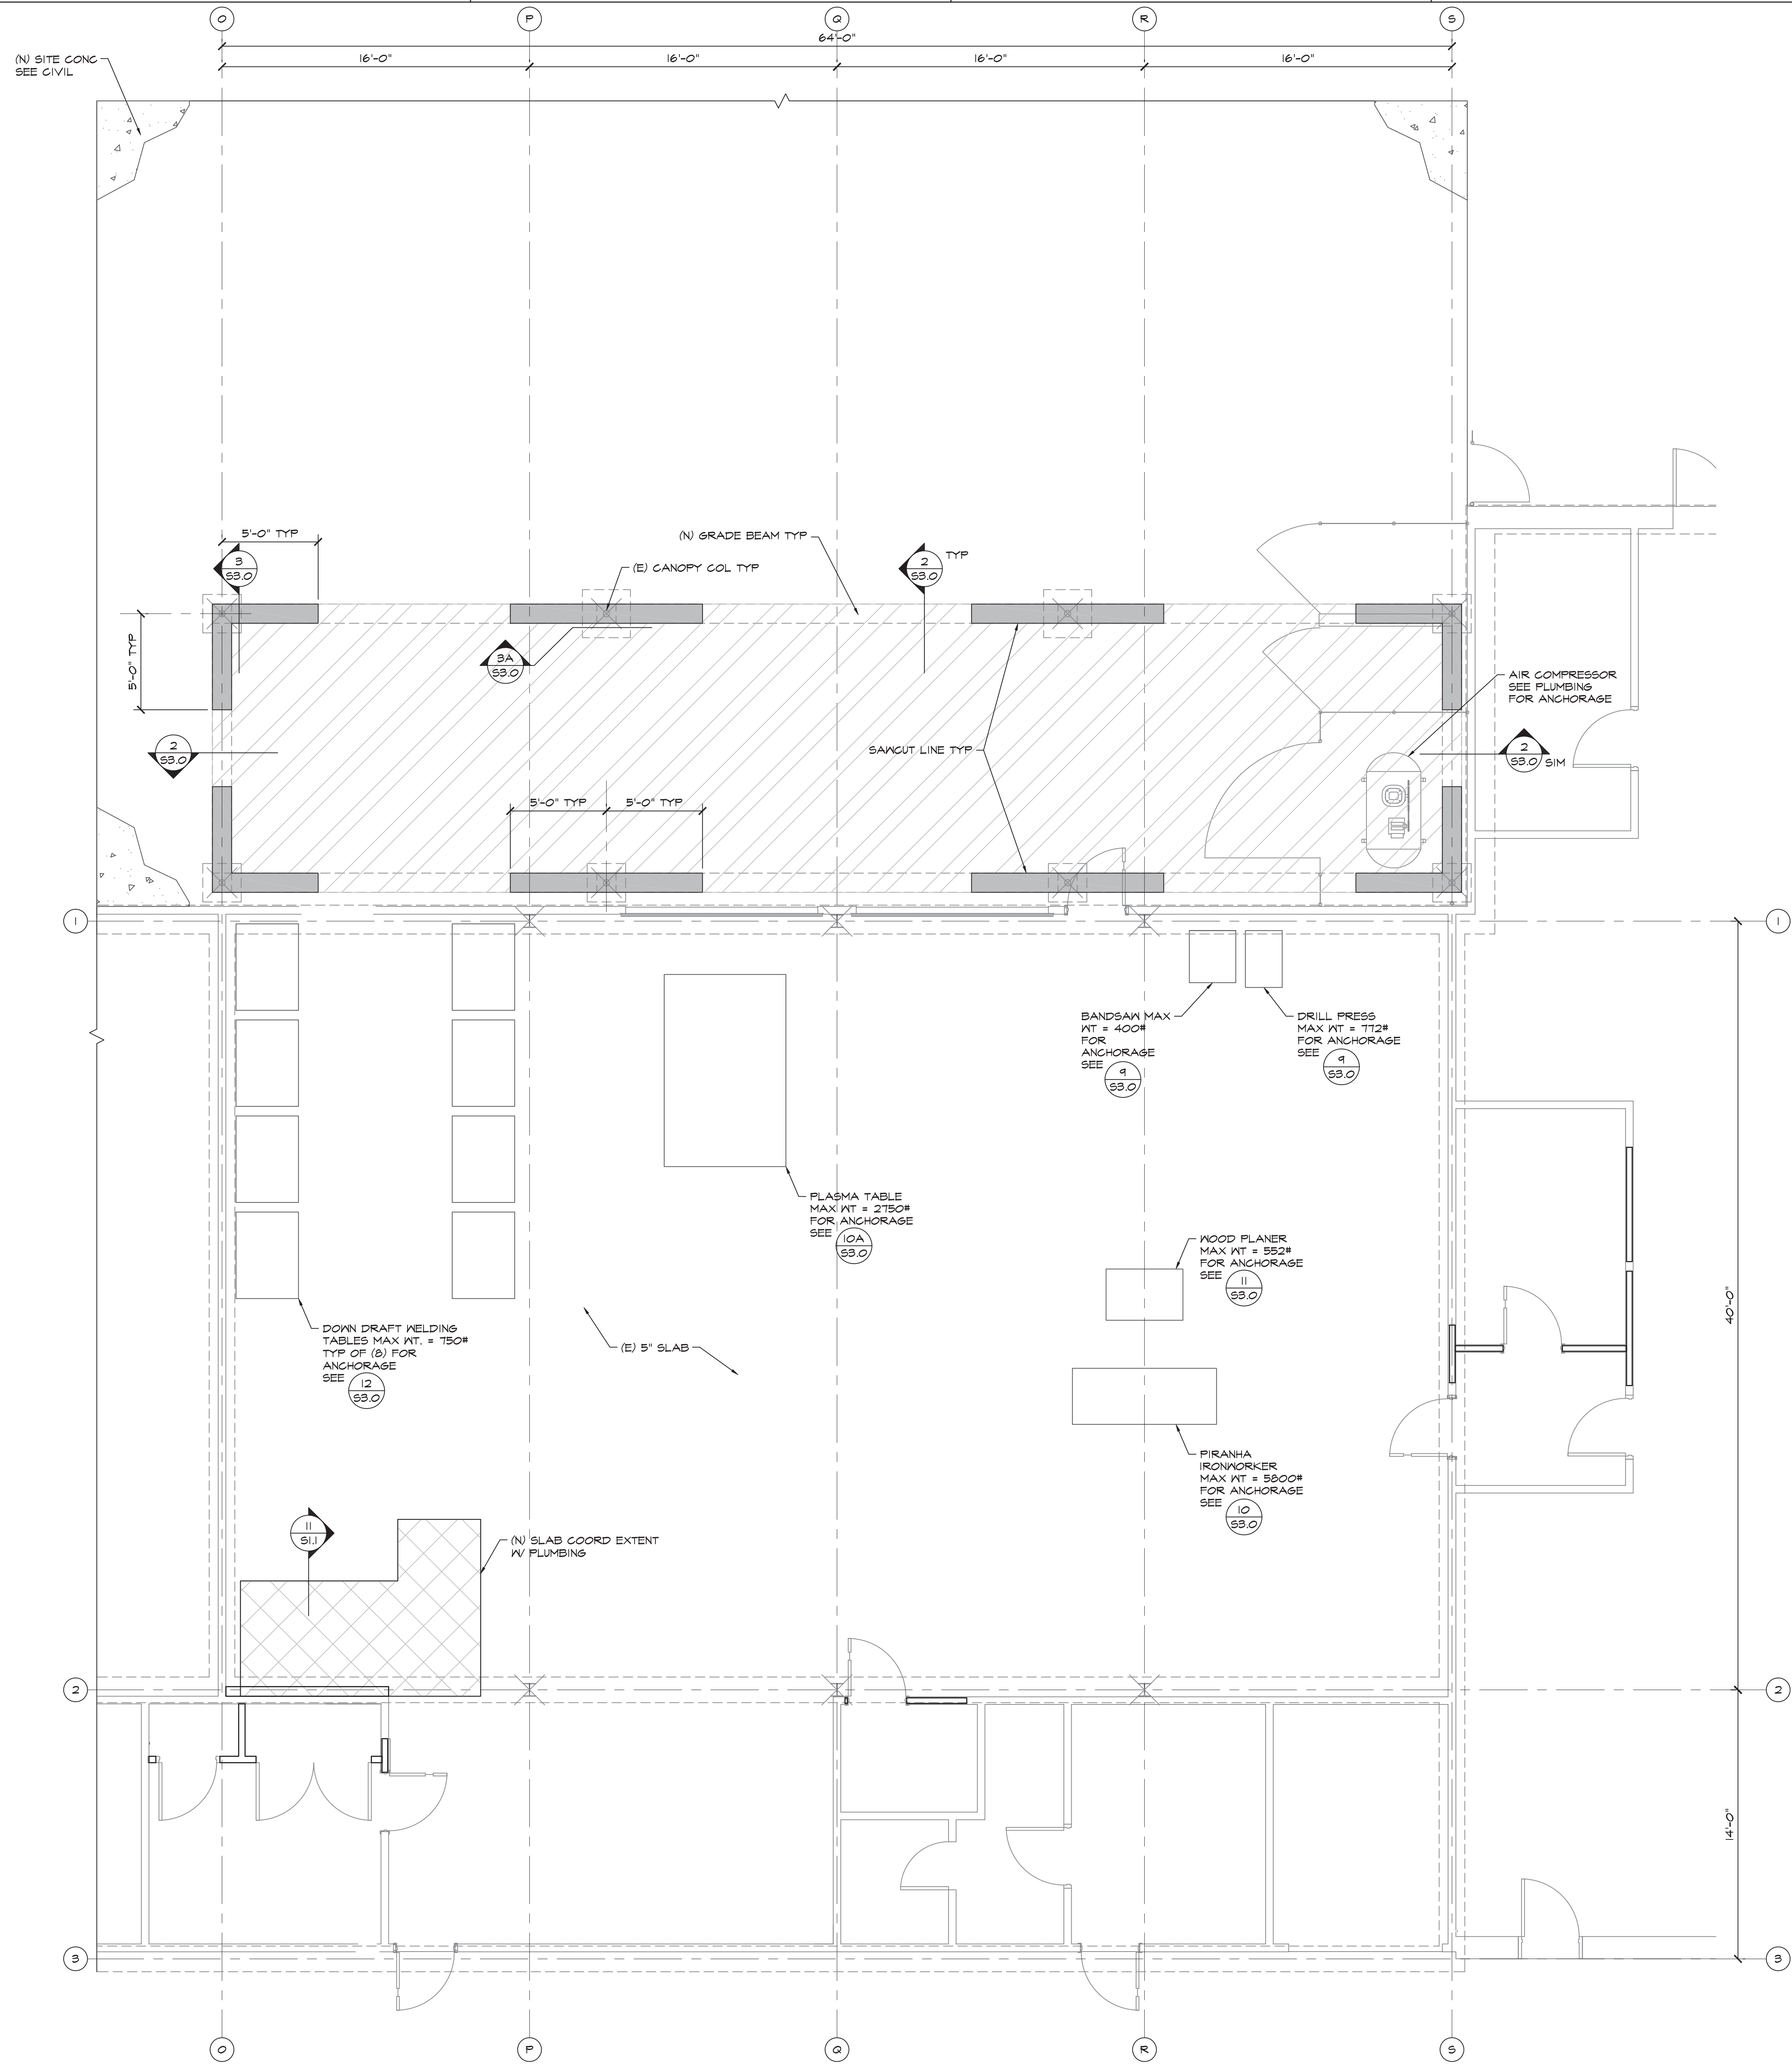 O
P
Q
R
S
64'-0"
16'-0"
16'-0"
16'-0"
16'-0"
(N) SITE CONC
SEE CIVIL
5'-0" TYP
(N) GRADE BEAM TYP
3
S3.0
(E) CANOPY COL TYP
2
S3.0
TYP
5'-0" TYP
3A
S3.0
AIR COMPRESSOR
SEE PLUMBING
FOR ANCHORAGE
2
S3.0
SAWCUT LINE TYP
2
S3.0
SIM
5'-0" TYP
5'-0" TYP
1
1
BANDSAW MAX
WT = 400#
FOR
ANCHORAGE
SEE
9
S3.0
DRILL PRESS
MAX WT = 772#
FOR ANCHORAGE
SEE
9
S3.0
PLASMA TABLE
MAX WT = 2750#
FOR ANCHORAGE
SEE
10A
S3.0
WOOD PLANER
MAX WT = 552#
FOR ANCHORAGE
SEE
11
S3.0
40'-0"
DOWN DRAFT WELDING
TABLES MAX WT. = 750#
TYP OF (8) FOR
ANCHORAGE
SEE
12
S3.0
(E) 5" SLAB
PIRANHA
IRONWORKER
MAX WT = 5800#
FOR ANCHORAGE
SEE
10
S3.0
11
S1.1
(N) SLAB COORD EXTENT
W/ PLUMBING
2
2
14'-0"
3
3
O
P
Q
R
S